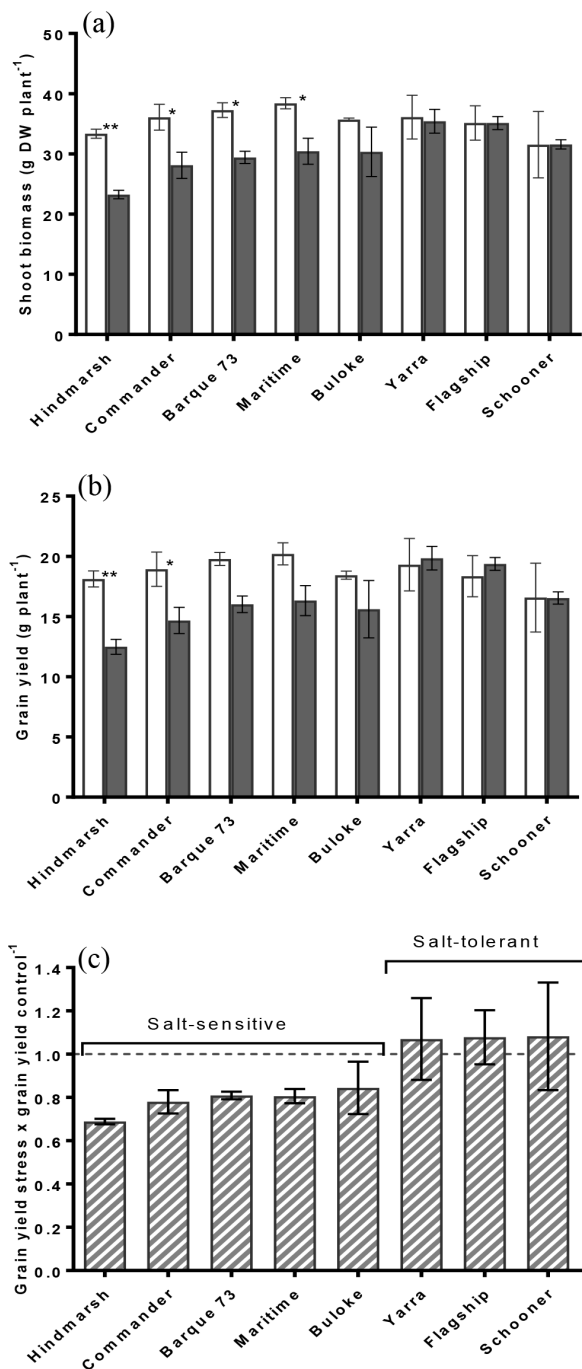 (a)
Shoot biomass (g DW plant⁻¹)
50
40
30
20
10
0
** * * *
Hindmarsh Commander Barque 73 Maritime Buloke Yarra Flagship Schooner
(b)
Grain yield (g plant⁻¹)
25
20
15
10
5
0
** *
Hindmarsh Commander Barque 73 Maritime Buloke Yarra Flagship Schooner
(c)
Grain yield stress x grain yield control⁻¹
Salt-tolerant
Salt-sensitive
1.4
1.2
1.0
0.8
0.6
0.4
0.2
0.0
Hindmarsh Commander Barque 73 Maritime Buloke Yarra Flagship Schooner